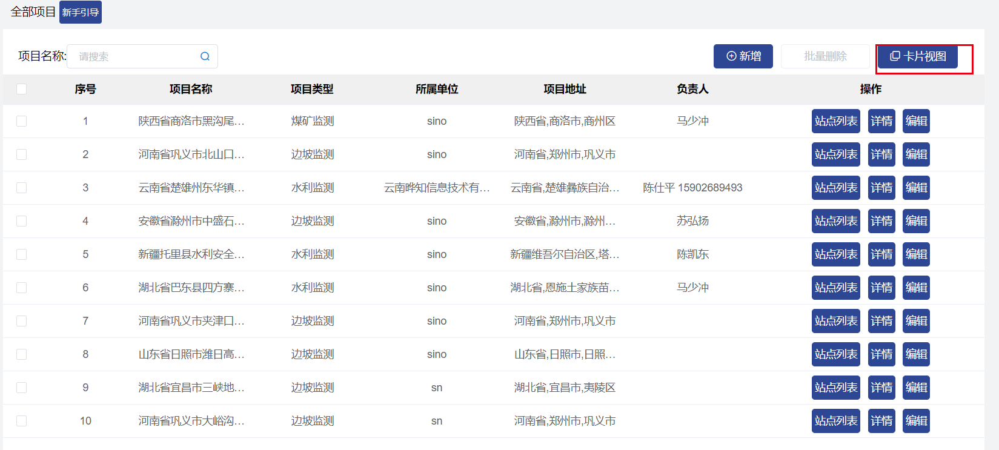 全部项目 新手引导
项目名称: 请搜索 新增 批量删除 卡片视图
序号 项目名称 项目类型 所属单位 项目地址 负责人 操作
1 陕西省商洛市黑沟尾... 煤矿监测 sino 陕西省,商洛市,商州区 马少冲 站点列表 详情 编辑
2 河南省巩义市北山口... 边坡监测 sino 河南省,郑州市,巩义市 站点列表 详情 编辑
3 云南省楚雄州东华镇... 水利监测 云南晔知信息技术有... 云南省,楚雄彝族自治... 陈仕平 15902689493 站点列表 详情 编辑
4 安徽省滁州市中盛石... 边坡监测 sino 安徽省,滁州市,滁州... 苏弘扬 站点列表 详情 编辑
5 新疆托里县水利安全... 水利监测 sino 新疆维吾尔自治区,塔... 陈凯东 站点列表 详情 编辑
6 湖北省巴东县四方寨... 水利监测 sino 湖北省,恩施土家族苗... 马少冲 站点列表 详情 编辑
7 河南省巩义市夹津口... 边坡监测 sino 河南省,郑州市,巩义市 站点列表 详情 编辑
8 山东省日照市潍日高... 边坡监测 sino 山东省,日照市,日照... 站点列表 详情 编辑
9 湖北省宜昌市三峡地... 边坡监测 sn 湖北省,宜昌市,夷陵区 站点列表 详情 编辑
10 河南省巩义市大峪沟... 边坡监测 sn 河南省,郑州市,巩义市 站点列表 详情 编辑